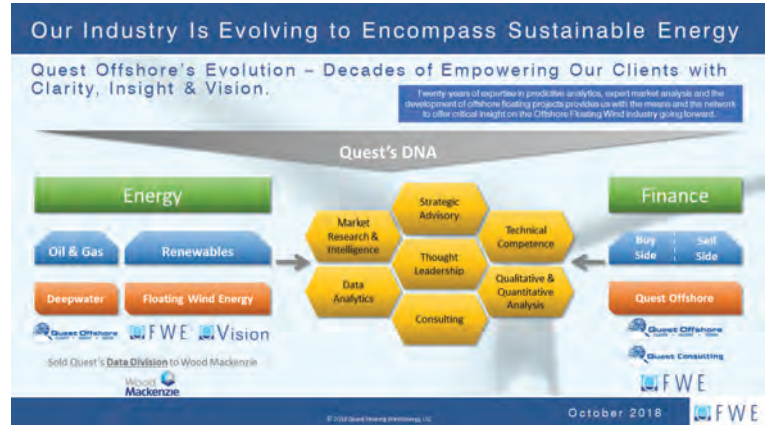 Our Industry Is Evolving to Encompass Sustainable Energy
Quest Offshore's Evolution – Decades of Empowering Our Clients with
Clarity, Insight & Vision.
Twenty-years of expertise in predictive analytics, expert market analysis and the
development of offshore floating projects provides us with the means and the network
to offer critical insight on the Offshore Floating Wind industry going forward.
Quest's DNA
Energy
Oil & Gas
Renewables
Deepwater
Floating Wind Energy
Quest Offshore
FWE
Vision
Sold Quest's Data Division to Wood Mackenzie
Wood
Mackenzie
Strategic
Advisory
Market
Research &
Intelligence
Technical
Competence
Thought
Leadership
Data
Analytics
Qualitative &
Quantitative
Analysis
Consulting
Finance
Buy
Side
Sell
Side
Quest Offshore
Quest Offshore
Quest Consulting
FWE
October 2018
FWE